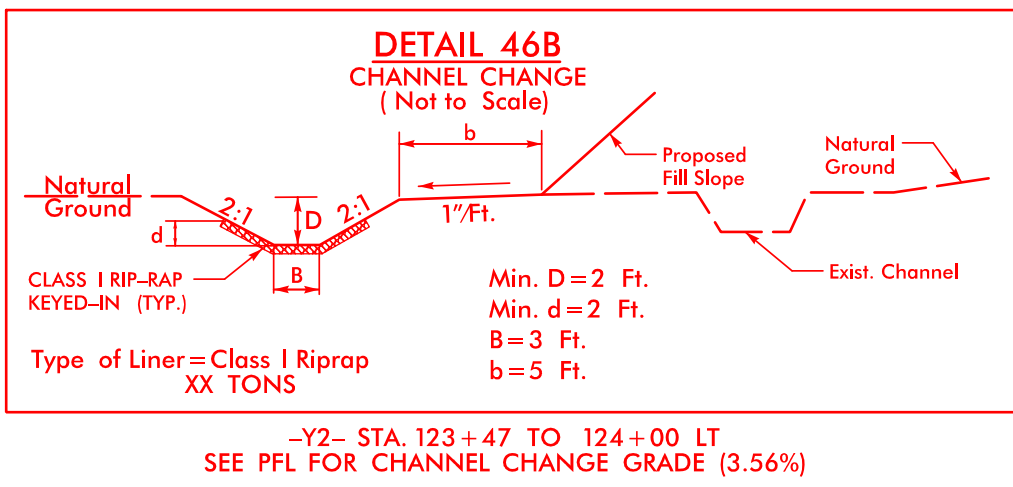 DETAIL 46B
CHANNEL CHANGE
( Not to Scale)
b
Natural
Ground
2:1
D
2:1
d
1"/Ft.
Proposed
Fill Slope
Natural
Ground
CLASS I RIP–RAP
KEYED–IN (TYP.)
B
Exist. Channel
Min. D=2 Ft.
Min. d=2 Ft.
B=3 Ft.
b=5 Ft.
Type of Liner=Class I Riprap
XX TONS
–Y2– STA. 123+47 TO 124+00 LT
SEE PFL FOR CHANNEL CHANGE GRADE (3.56%)